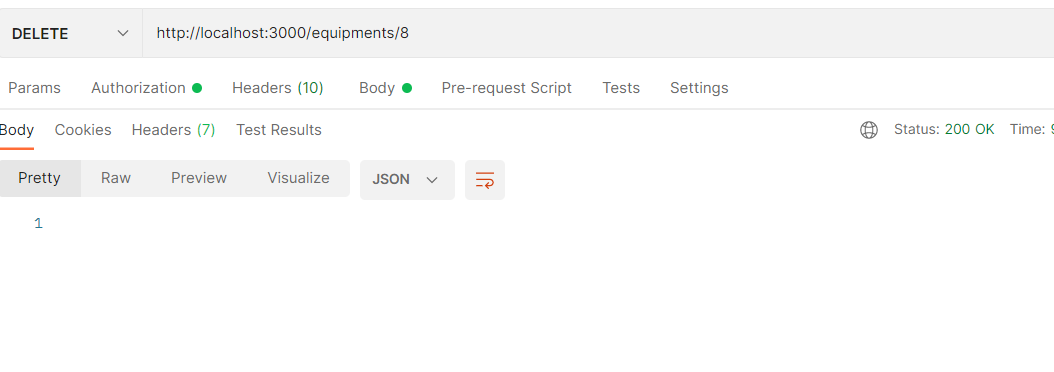 DELETE http://localhost:3000/equipments/8
Params Authorization Headers (10) Body Pre-request Script Tests Settings
Body Cookies Headers (7) Test Results Status: 200 OK Time: 9
Pretty Raw Preview Visualize JSON
1